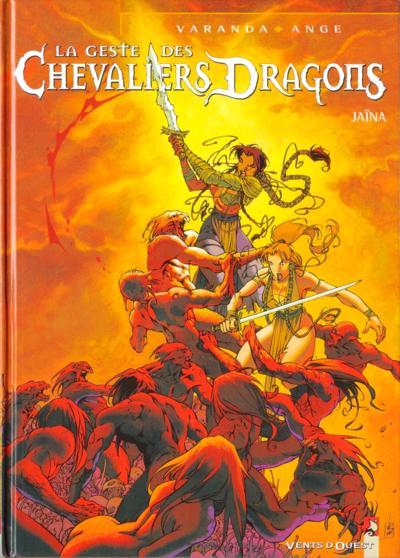 VARANDA ANGE
LA GESTE DES
CHEVALIERS DRAGONS
JAÏNA
VENTS D'OUEST